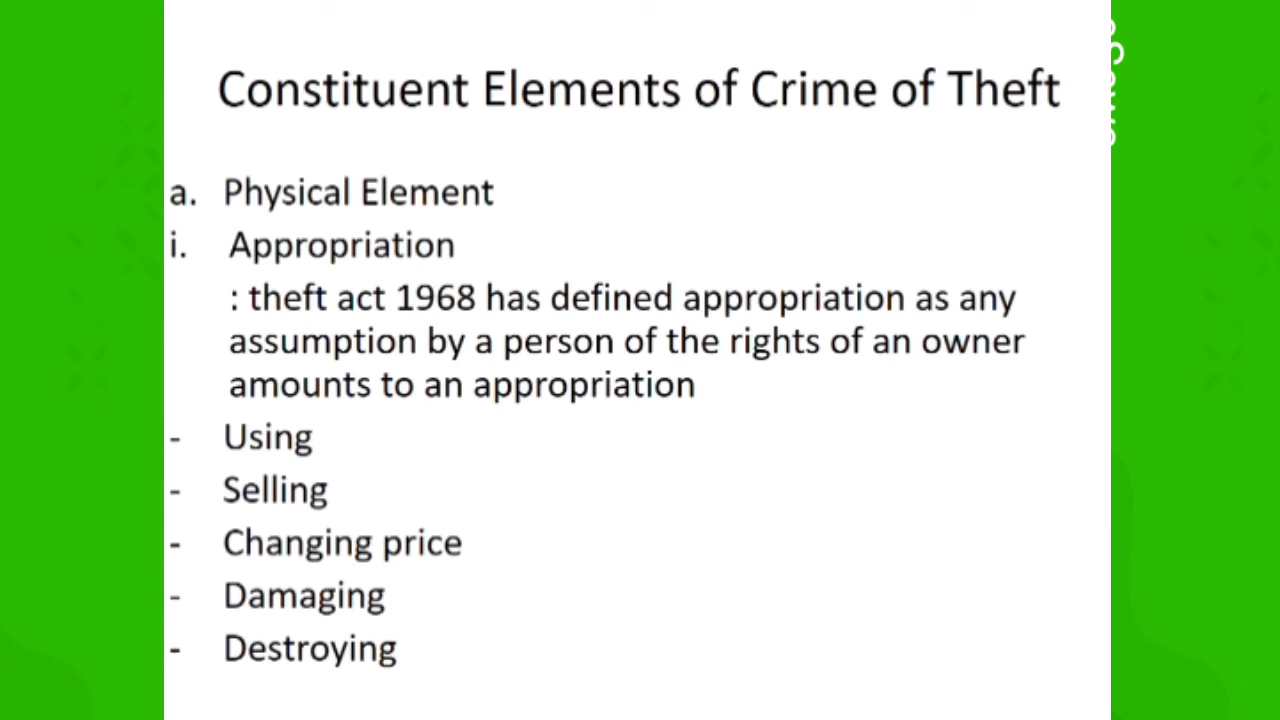 Constituent Elements of Crime of Theft
a. Physical Element
i. Appropriation
: theft act 1968 has defined appropriation as any
assumption by a person of the rights of an owner
amounts to an appropriation
- Using
- Selling
- Changing price
- Damaging
- Destroying